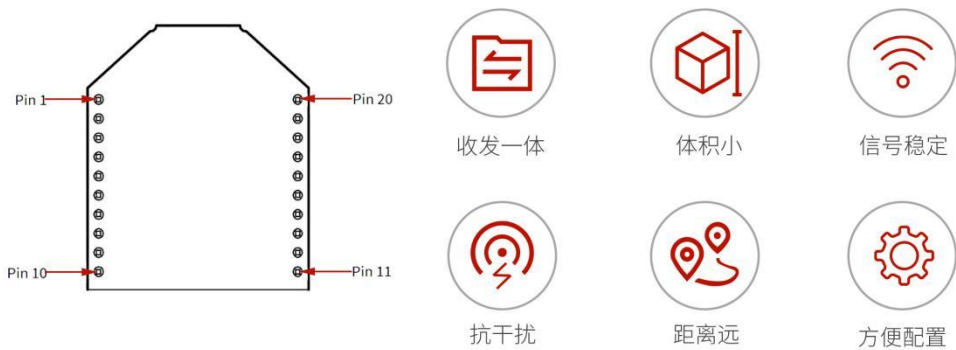 Pin 1
Pin 20
Pin 10
Pin 11
收发一体
体积小
信号稳定
抗干扰
距离远
方便配置